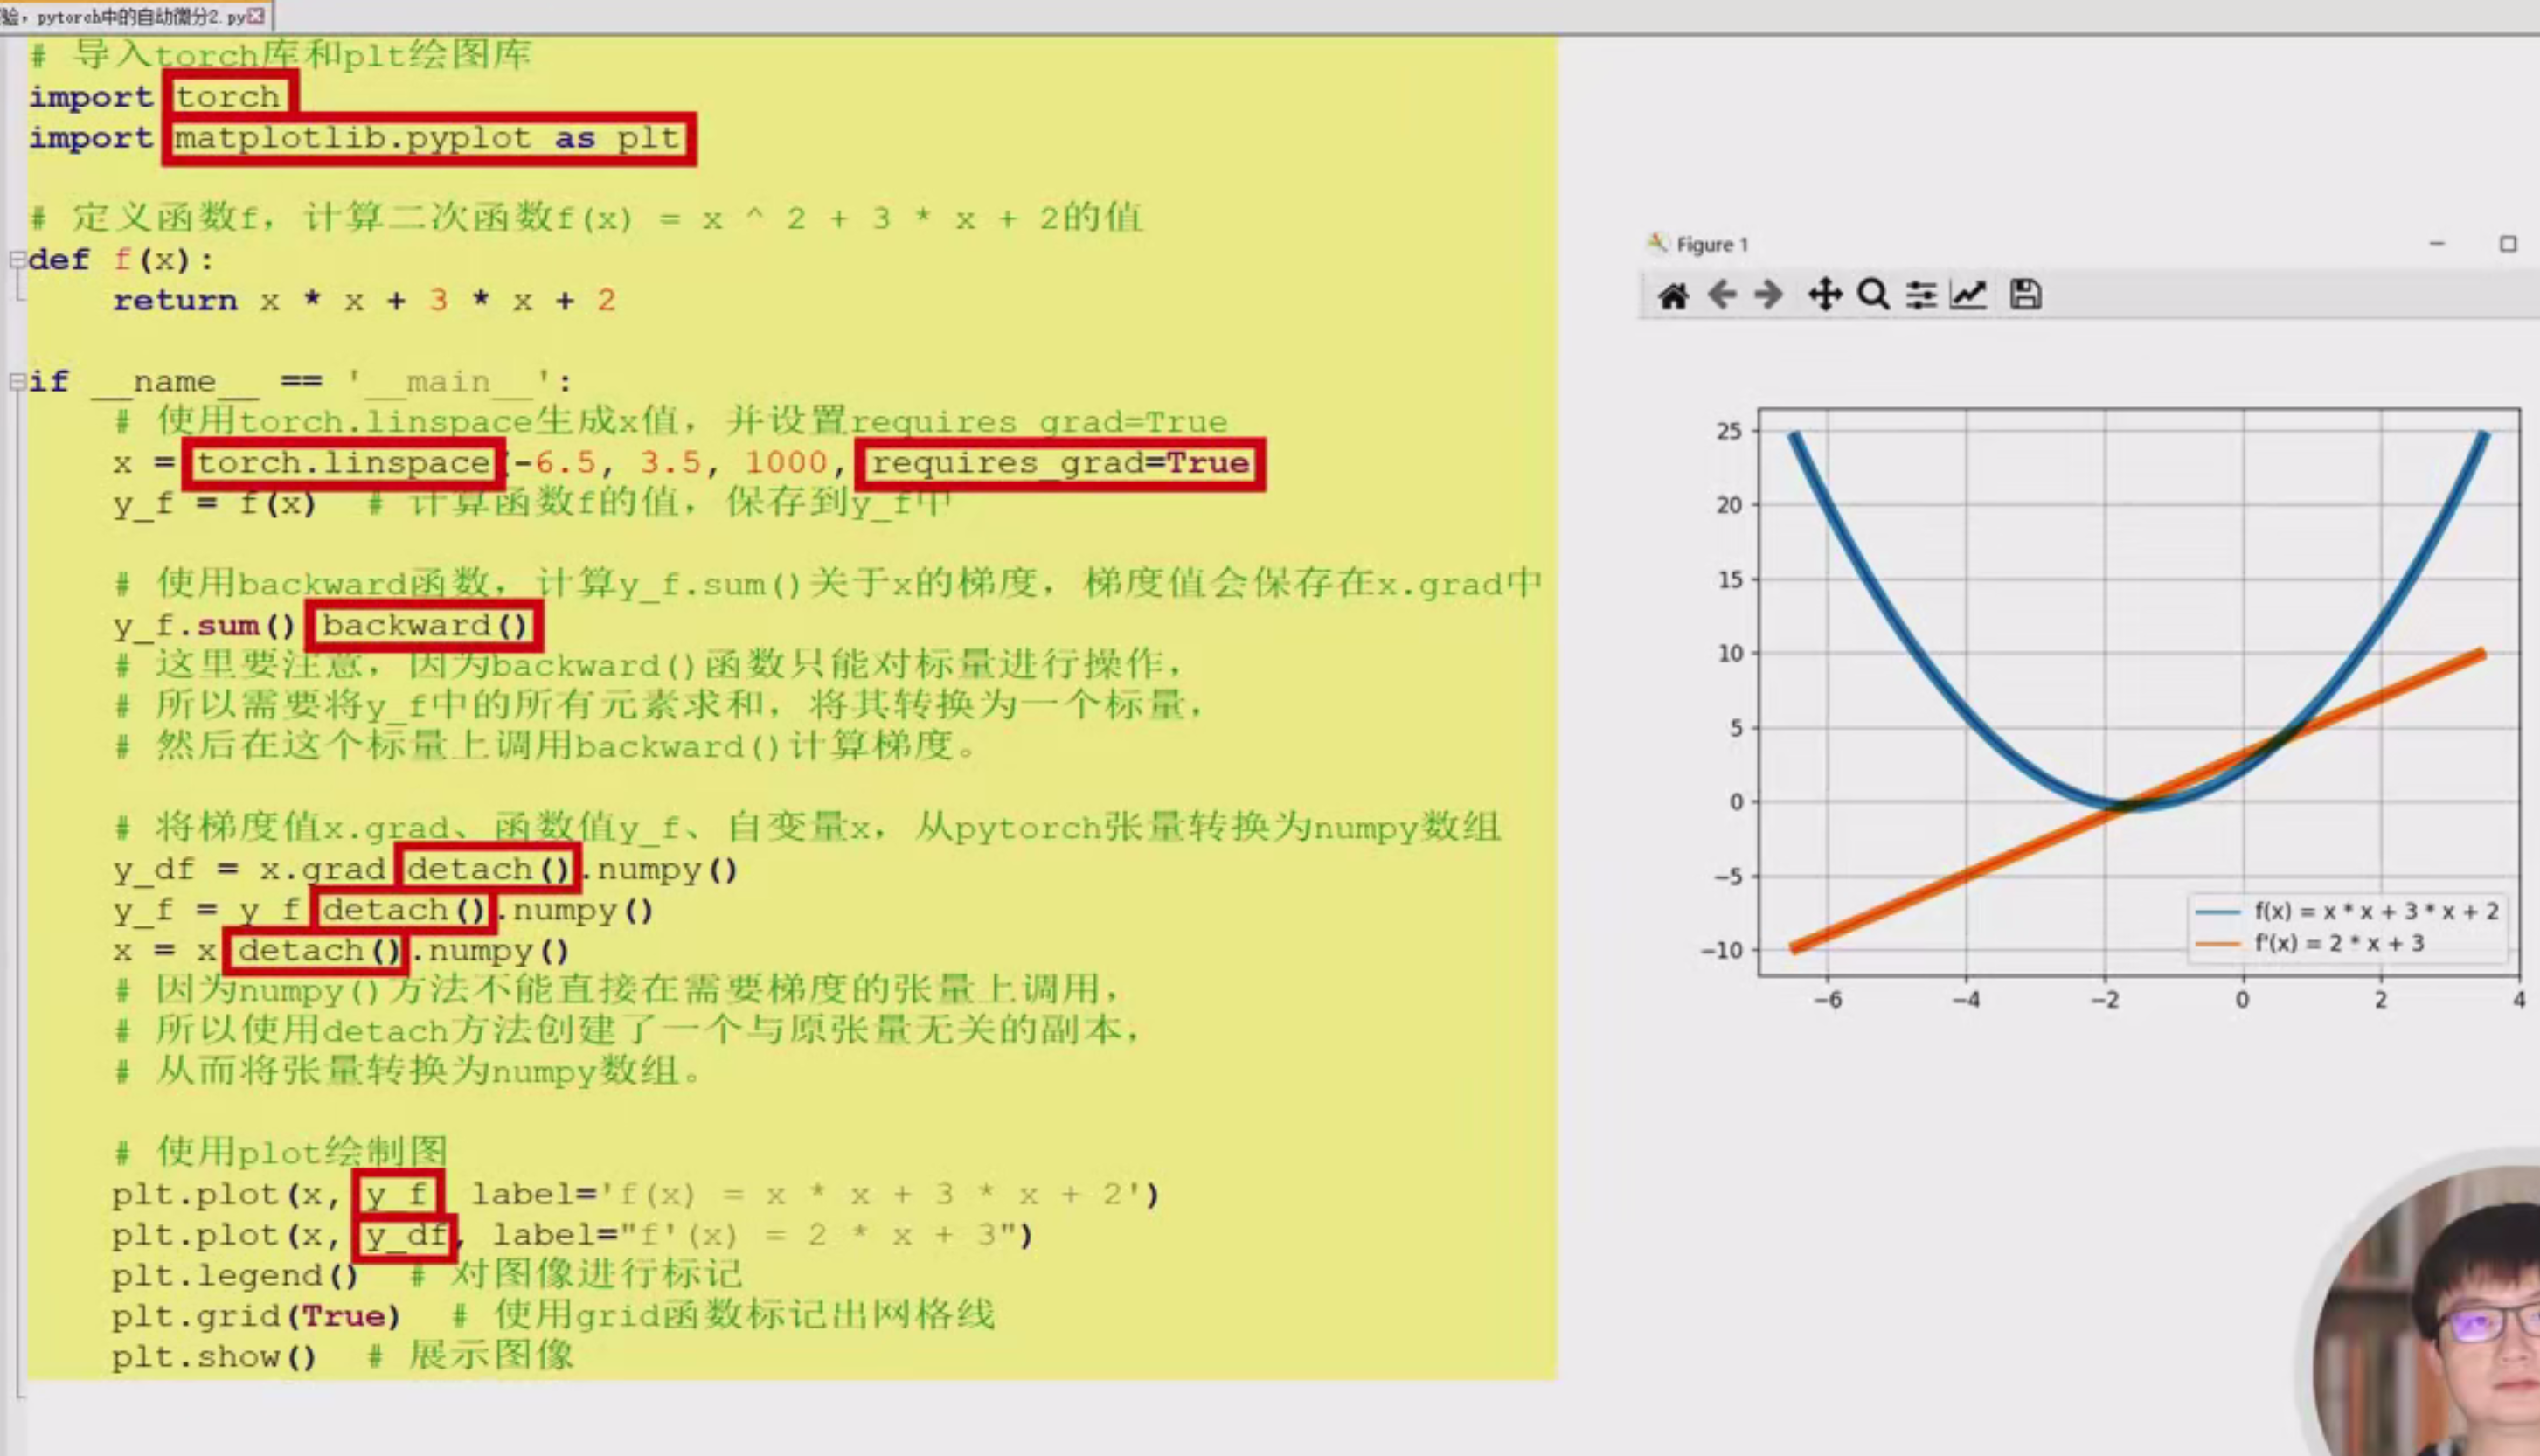 验，pytorch中的自动微分2.py
# 导入torch库和plt绘图库
import torch
import matplotlib.pyplot as plt
# 定义函数f，计算二次函数f(x) = x ^ 2 + 3 * x + 2的值
def f(x):
    return x * x + 3 * x + 2
if __name__ == '__main__':
    # 使用torch.linspace生成x值，并设置requires_grad=True
    x = torch.linspace(-6.5, 3.5, 1000, requires_grad=True
    y_f = f(x)  # 计算函数f的值，保存到y_f中
    # 使用backward函数，计算y_f.sum()关于x的梯度，梯度值会保存在x.grad中
    y_f.sum() backward()
    # 这里要注意，因为backward()函数只能对标量进行操作，
    # 所以需要将y_f中的所有元素求和，将其转换为一个标量，
    # 然后在这个标量上调用backward()计算梯度。
    # 将梯度值x.grad、函数值y_f、自变量x，从pytorch张量转换为numpy数组
    y_df = x.grad detach().numpy()
    y_f = y_f detach().numpy()
    x = x detach().numpy()
    # 因为numpy()方法不能直接在需要梯度的张量上调用，
    # 所以使用detach方法创建了一个与原张量无关的副本，
    # 从而将张量转换为numpy数组。
    # 使用plot绘制图
    plt.plot(x, y_f label='f(x) = x * x + 3 * x + 2')
    plt.plot(x, y_df, label="f'(x) = 2 * x + 3")
    plt.legend()  # 对图像进行标记
    plt.grid(True)  # 使用grid函数标记出网格线
    plt.show()  # 展示图像
Figure 1
25
20
15
10
5
0
−5
−10
−6 −4 −2 0 2 4
f(x) = x * x + 3 * x + 2
f'(x) = 2 * x + 3